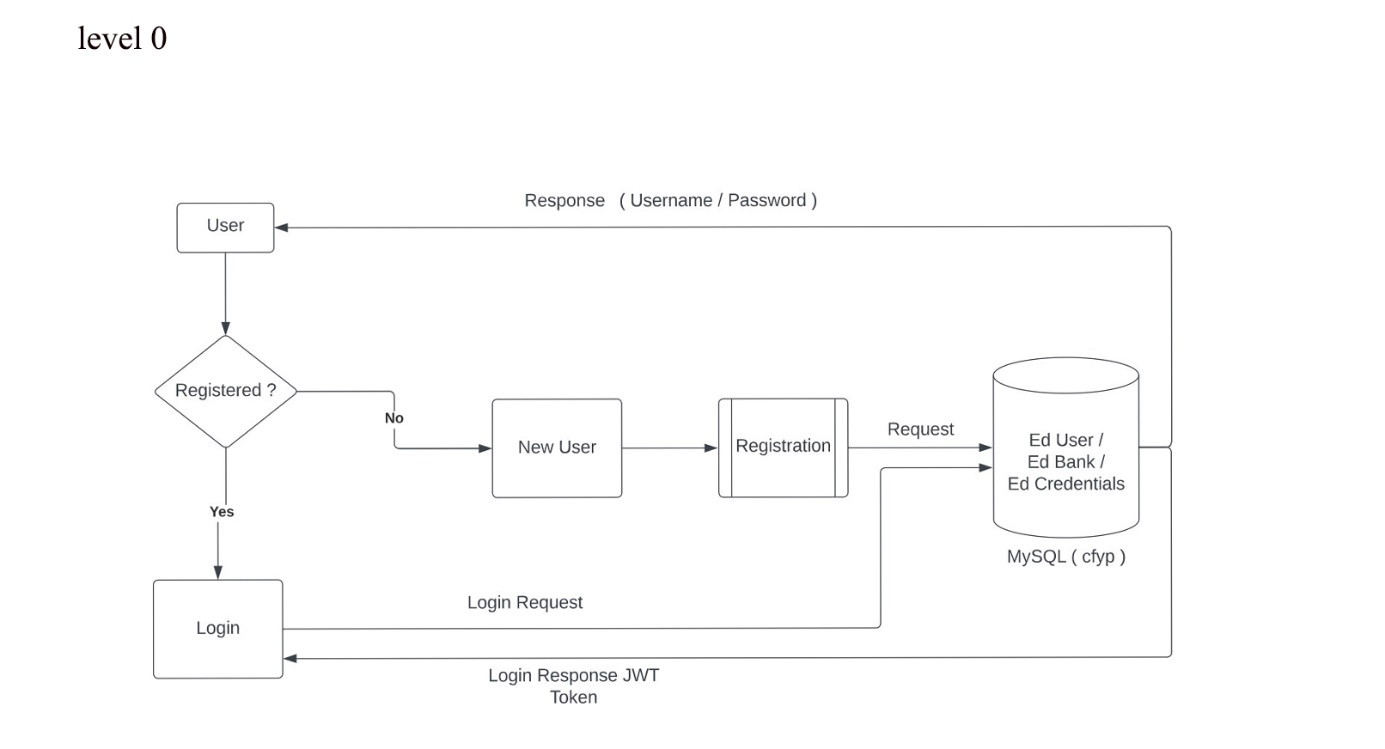 level 0
Response ( Username / Password )
User
Registered ?
No
New User
Registration
Request
Ed User /
Ed Bank /
Ed Credentials
MySQL ( cfyp )
Yes
Login
Login Request
Login Response JWT
Token